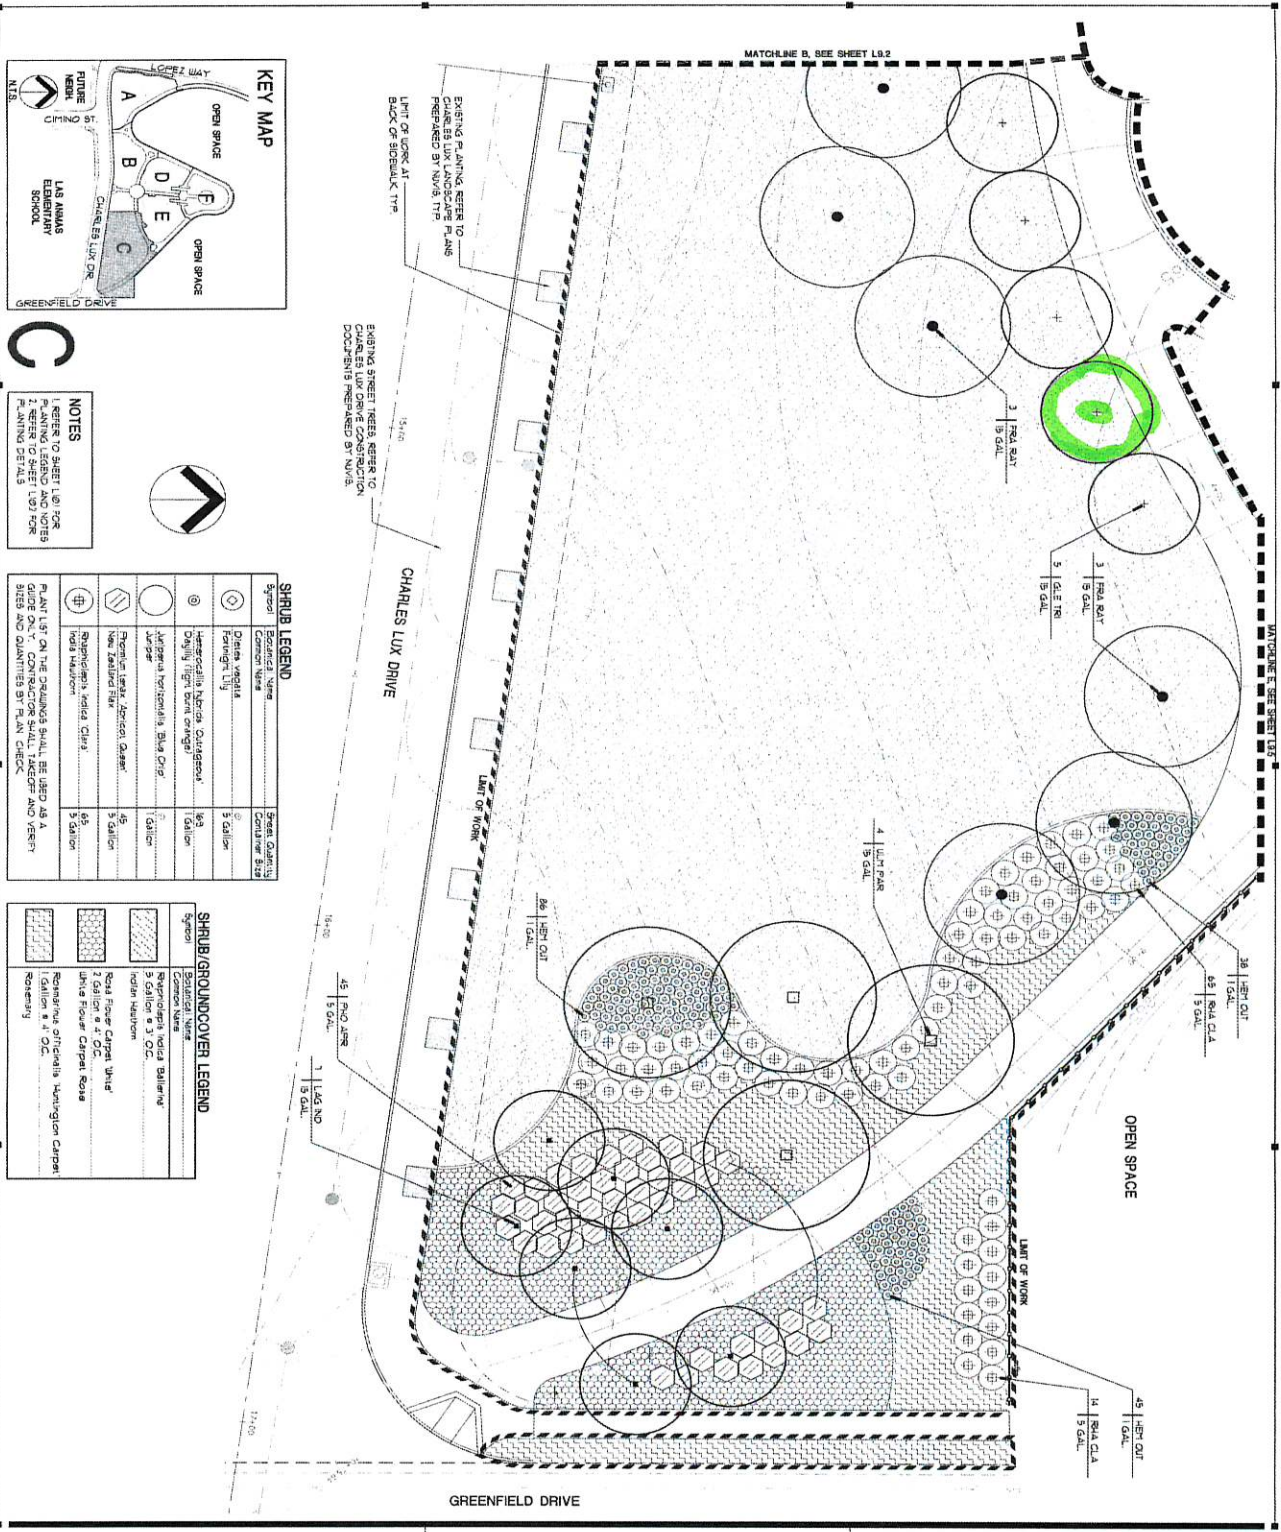 MATCHLINE B, SEE SHEET L9.2
MATCHLINE E, SEE SHEET L9.5
KEY MAP
LOPEZ WAY
OPEN SPACE
FUTURE
NEIGH.
CIMINO ST.
N.T.S.
A
B
D
E
F
C
OPEN SPACE
CHARLES LUX DR.
LAS ANIMAS
ELEMENTARY
SCHOOL
GREENFIELD DRIVE
C
EXISTING PLANTING, REFER TO
CHARLES LUX LANDSCAPE PLANS
PREPARED BY NUVIS, TYP.
LIMIT OF WORK AT
BACK OF SIDEWALK, TYP.
EXISTING STREET TREES, REFER TO
CHARLES LUX DRIVE CONSTRUCTION
DOCUMENTS PREPARED BY NUVIS.
NOTES
1. REFER TO SHEET L10.1 FOR
PLANTING LEGEND AND NOTES
2. REFER TO SHEET L10.2 FOR
PLANTING DETAILS
3 FRA RAY
15 GAL.
5 GLE TRI
15 GAL.
3 FRA RAY
15 GAL.
4 ULM PAR
15 GAL.
38 HEM OUT
1 GAL.
65 RHA CLA
5 GAL.
86 HEM OUT
1 GAL.
45 PHO APR
5 GAL.
7 LAG IND
15 GAL.
45 HEM OUT
1 GAL.
14 RHA CLA
5 GAL.
CHARLES LUX DRIVE
LIMIT OF WORK
OPEN SPACE
LIMIT OF WORK
GREENFIELD DRIVE
15+00
16+00
17+00
SHRUB LEGEND
Symbol Botanical Name Sheet Quantity
Common Name Container Size
Dietes vegata 0
Fortnight Lily 5 Gallon
Hemerocallis hybrids 'Outrageous' 169
Daylily (light burnt orange) 1 Gallon
Juniperus horizontalis 'Blue Chip' 0
Juniper 1 Gallon
Phormium tenax 'Apricot Queen' 45
New Zealand Flax 5 Gallon
Rhaphiolepis indica 'Clara'
India Hawthorn 5 Gallon
PLANT LIST ON THE DRAWINGS SHALL BE USED AS A
GUIDE ONLY. CONTRACTOR SHALL TAKEOFF AND VERIFY
SIZES AND QUANTITIES BY PLAN CHECK.
SHRUB/GROUNDCOVER LEGEND
Symbol Botanical Name
Common Name
Rhaphiolepis indica 'Ballerina'
5 Gallon @ 3' O.C.
Indian Hawthorn
Rosa Flower Carpet 'White'
2 Gallon @ 4' O.C.
White Flower Carpet Rose
Rosmarinus officinalis 'Huntington Carpet'
1 Gallon @ 4' O.C.
Rosemary